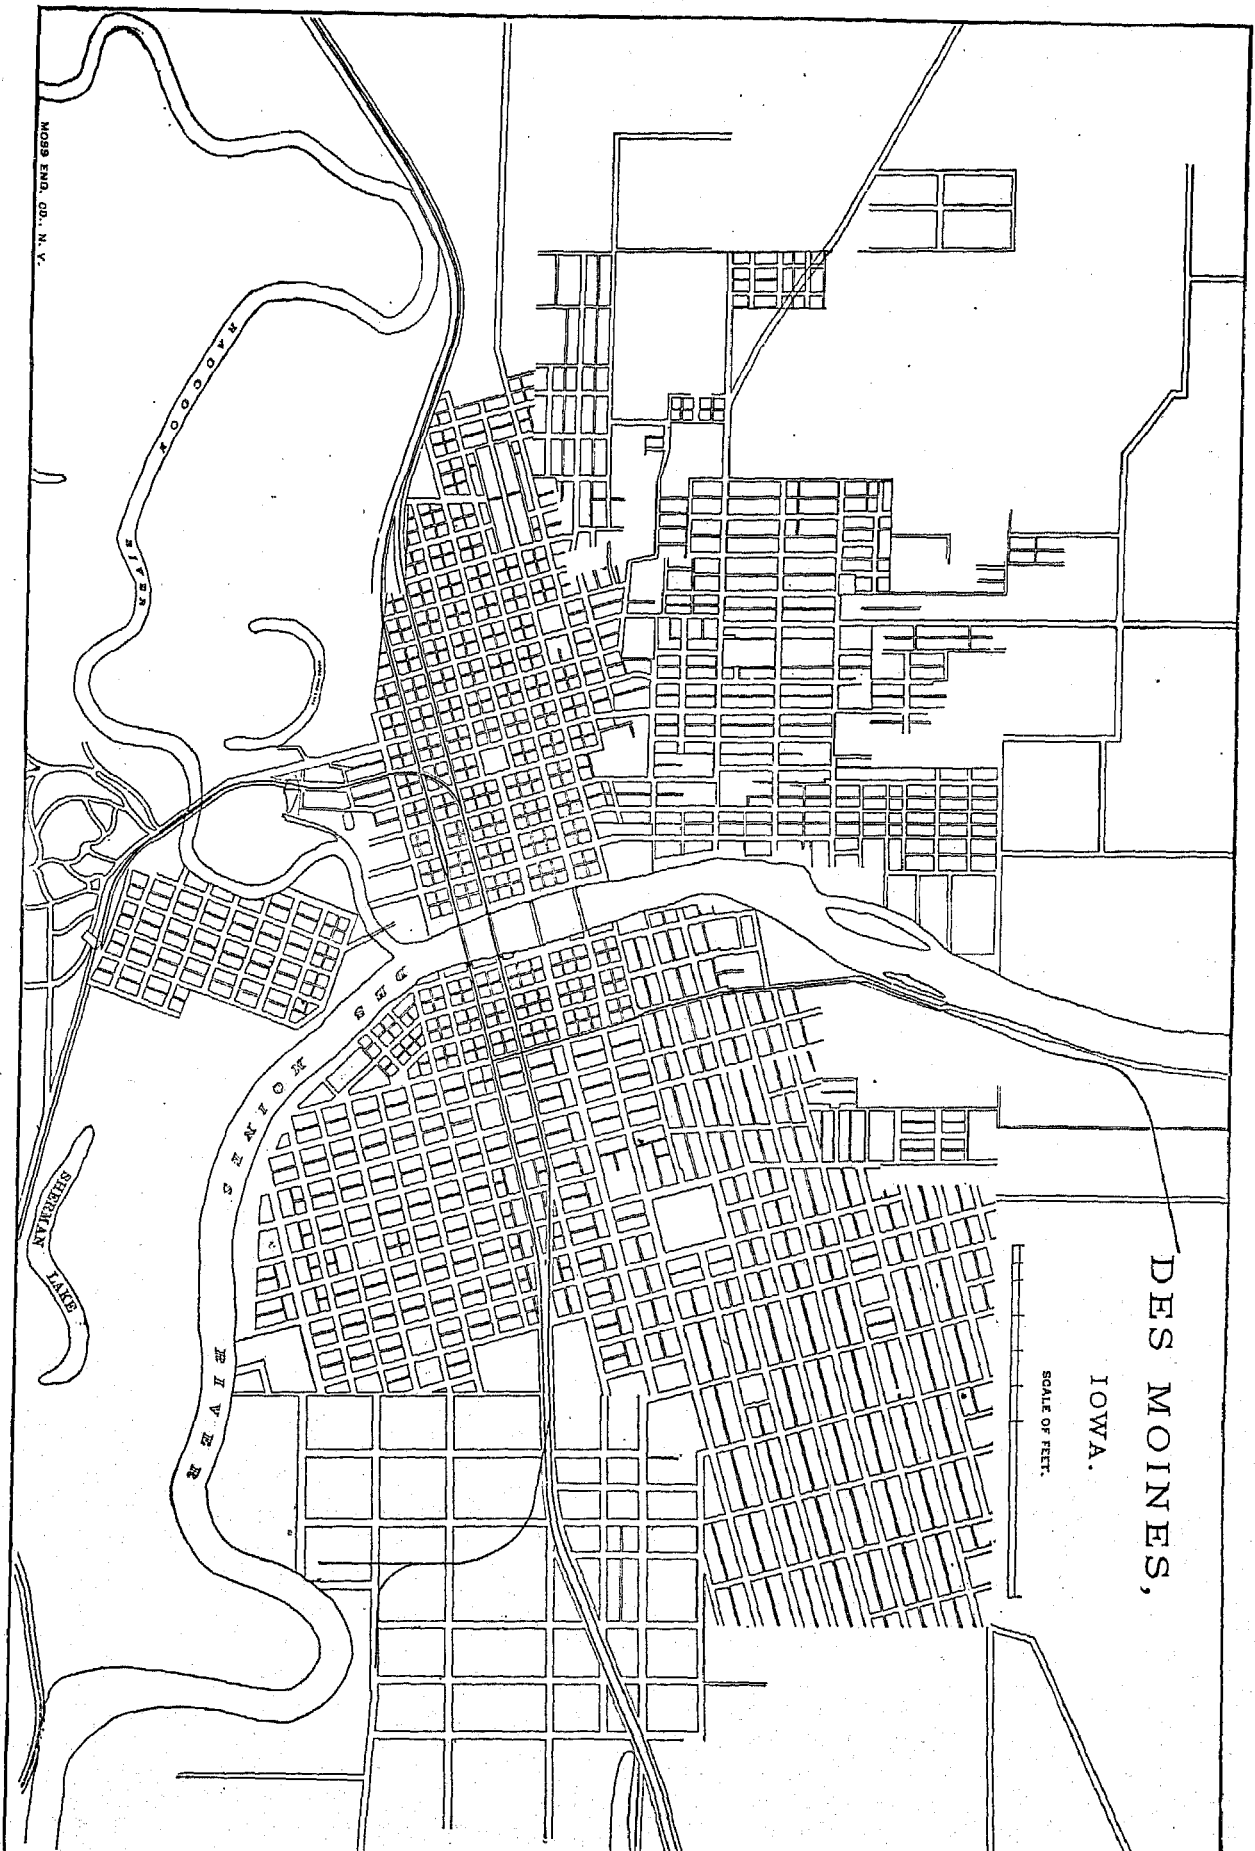 DES MOINES,
IOWA.
SCALE OF FEET.
RACCOON RIVER
DES MOINES RIVER
SHERMAN LAKE
MOSS ENG. CO., N. Y.